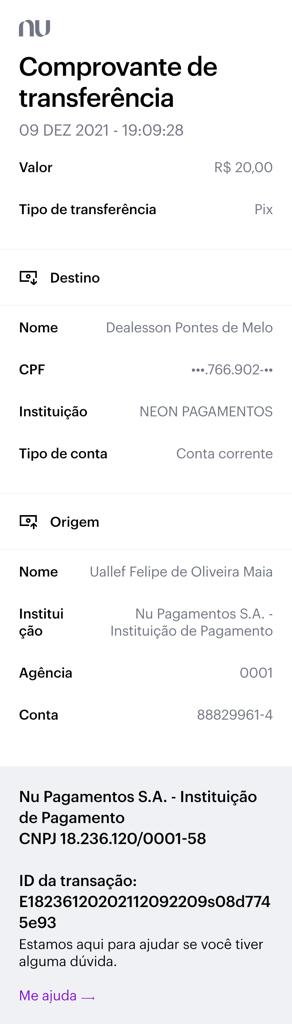 nu
Comprovante de
transferência
09 DEZ 2021 - 19:09:28
Valor R$ 20,00
Tipo de transferência Pix
Destino
Nome Dealesson Pontes de Melo
CPF •••.766.902-••
Instituição NEON PAGAMENTOS
Tipo de conta Conta corrente
Origem
Nome Uallef Felipe de Oliveira Maia
Institui Nu Pagamentos S.A. -
ção Instituição de Pagamento
Agência 0001
Conta 88829961-4
Nu Pagamentos S.A. - Instituição
de Pagamento
CNPJ 18.236.120/0001-58
ID da transação:
E18236120202112092209s08d774
5e93
Estamos aqui para ajudar se você tiver
alguma dúvida.
Me ajuda →